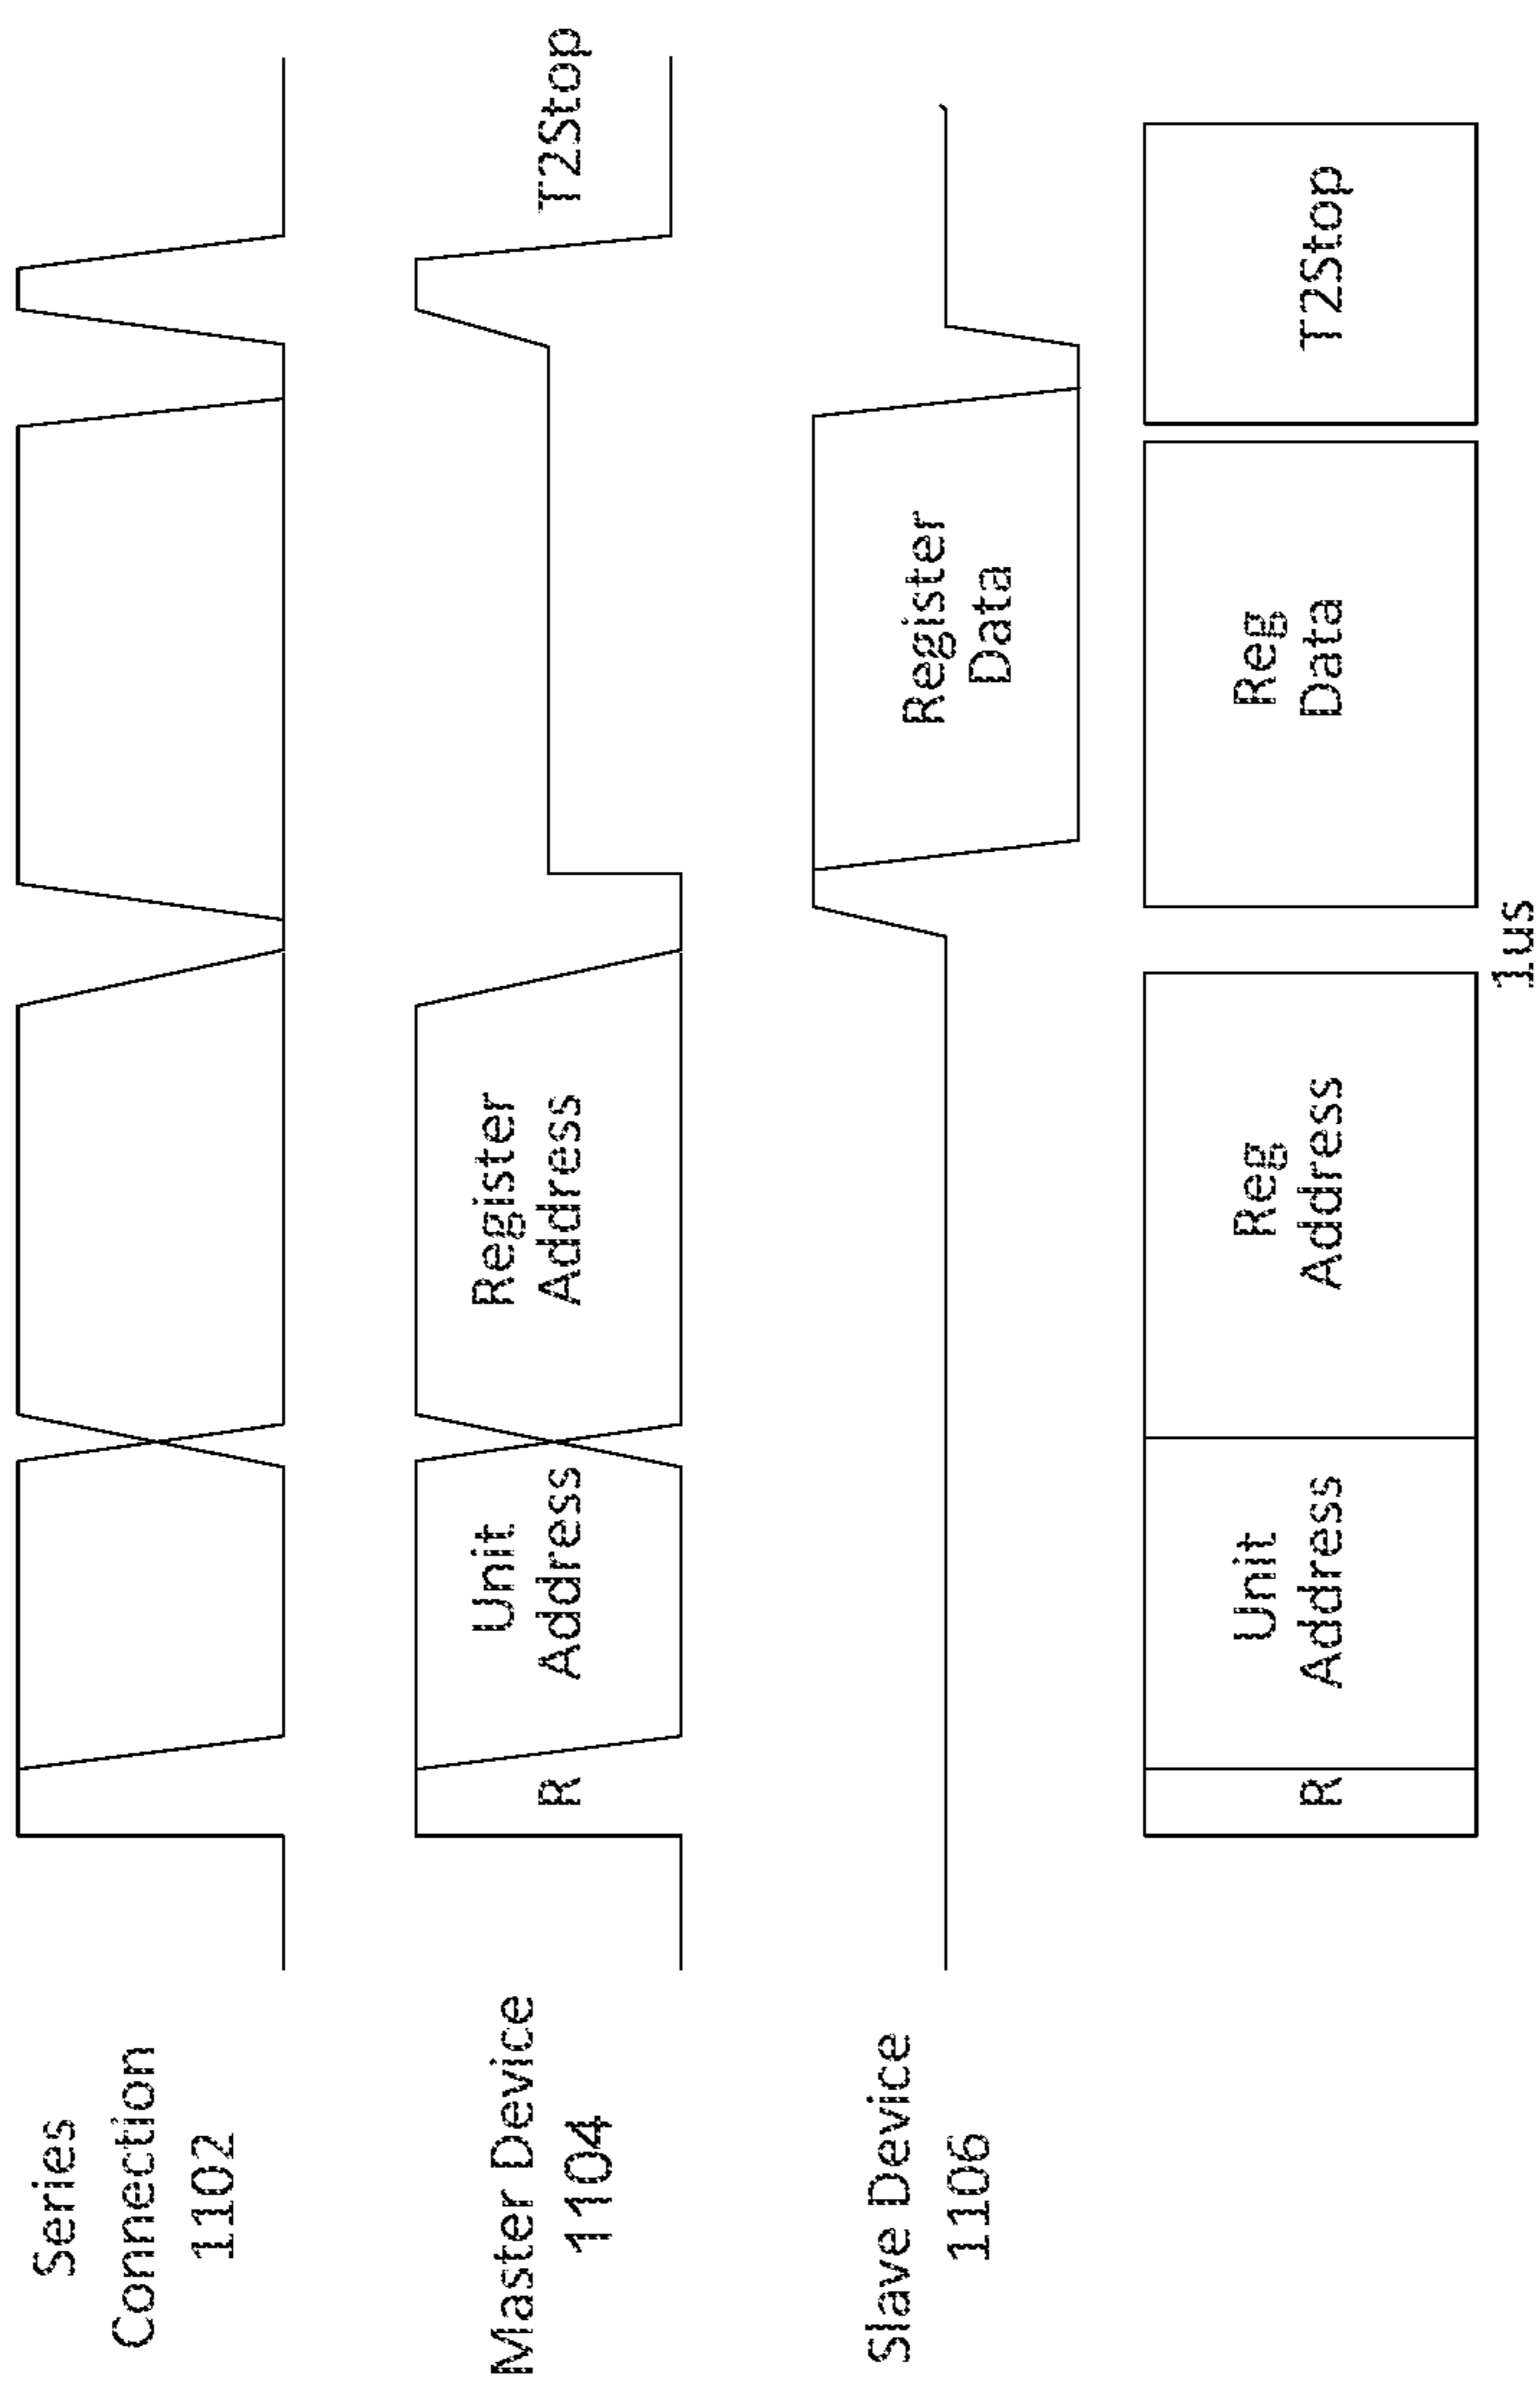 Series
Connection
1102
Master Device
1104
R
Unit
Address
Register
Address
T2Stop
Slave Device
1106
Register
Data
R
Unit
Address
Reg
Address
Reg
Data
T2Stop
1us